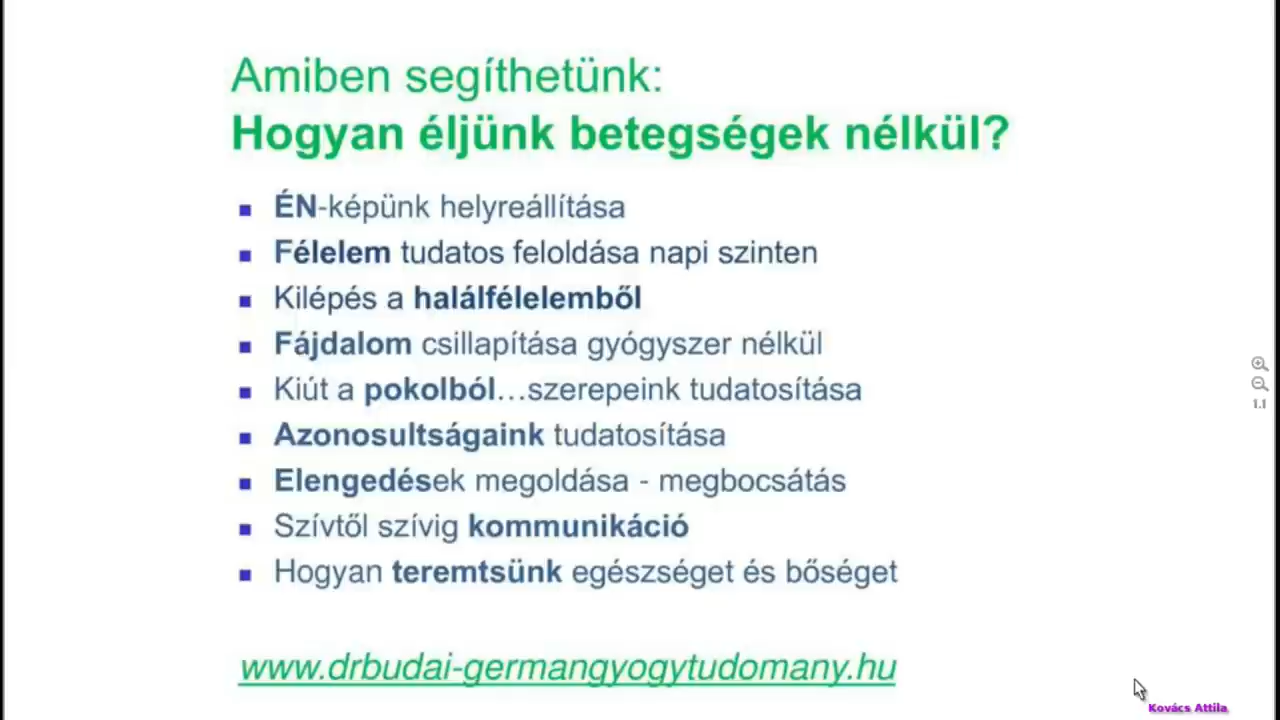 Amiben segíthetünk:
Hogyan éljünk betegségek nélkül?
ÉN-képünk helyreállítása
Félelem tudatos feloldása napi szinten
Kilépés a halálfélelemből
Fájdalom csillapítása gyógyszer nélkül
Kiút a pokolból…szerepeink tudatosítása
Azonosultságaink tudatosítása
Elengedések megoldása - megbocsátás
Szívtől szívig kommunikáció
Hogyan teremtsünk egészséget és bőséget
www.drbudai-germangyogytudomany.hu
1.1
Kovács Attila